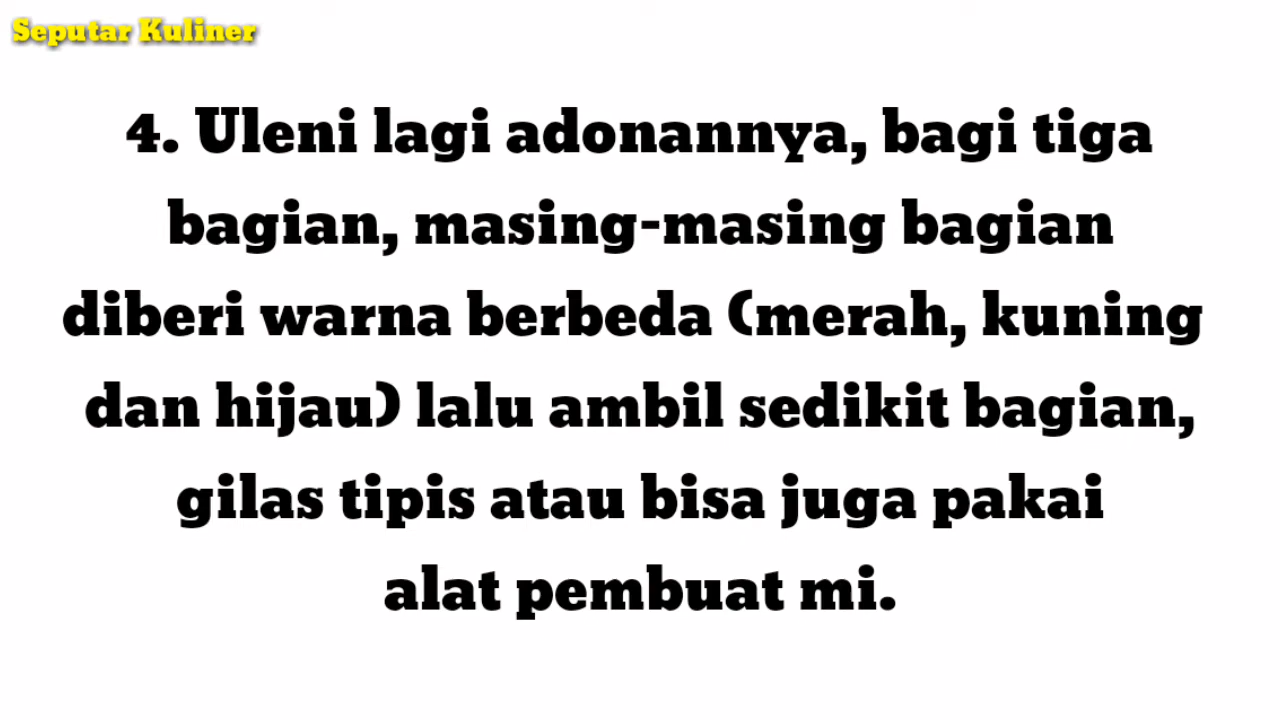 Seputar Kuliner
4. Uleni lagi adonannya, bagi tiga
bagian, masing-masing bagian
diberi warna berbeda (merah, kuning
dan hijau) lalu ambil sedikit bagian,
gilas tipis atau bisa juga pakai
alat pembuat mi.